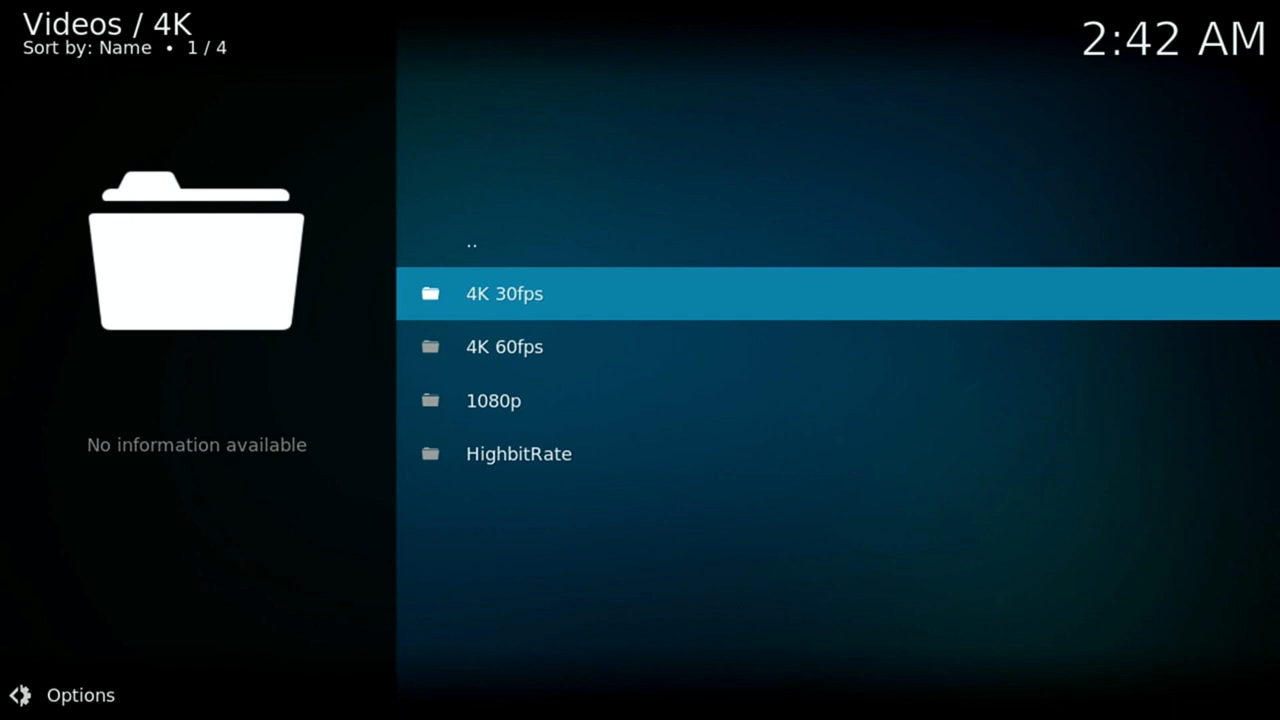 Videos / 4K
Sort by: Name • 1 / 4
2:42 AM
..
4K 30fps
4K 60fps
1080p
HighbitRate
No information available
Options